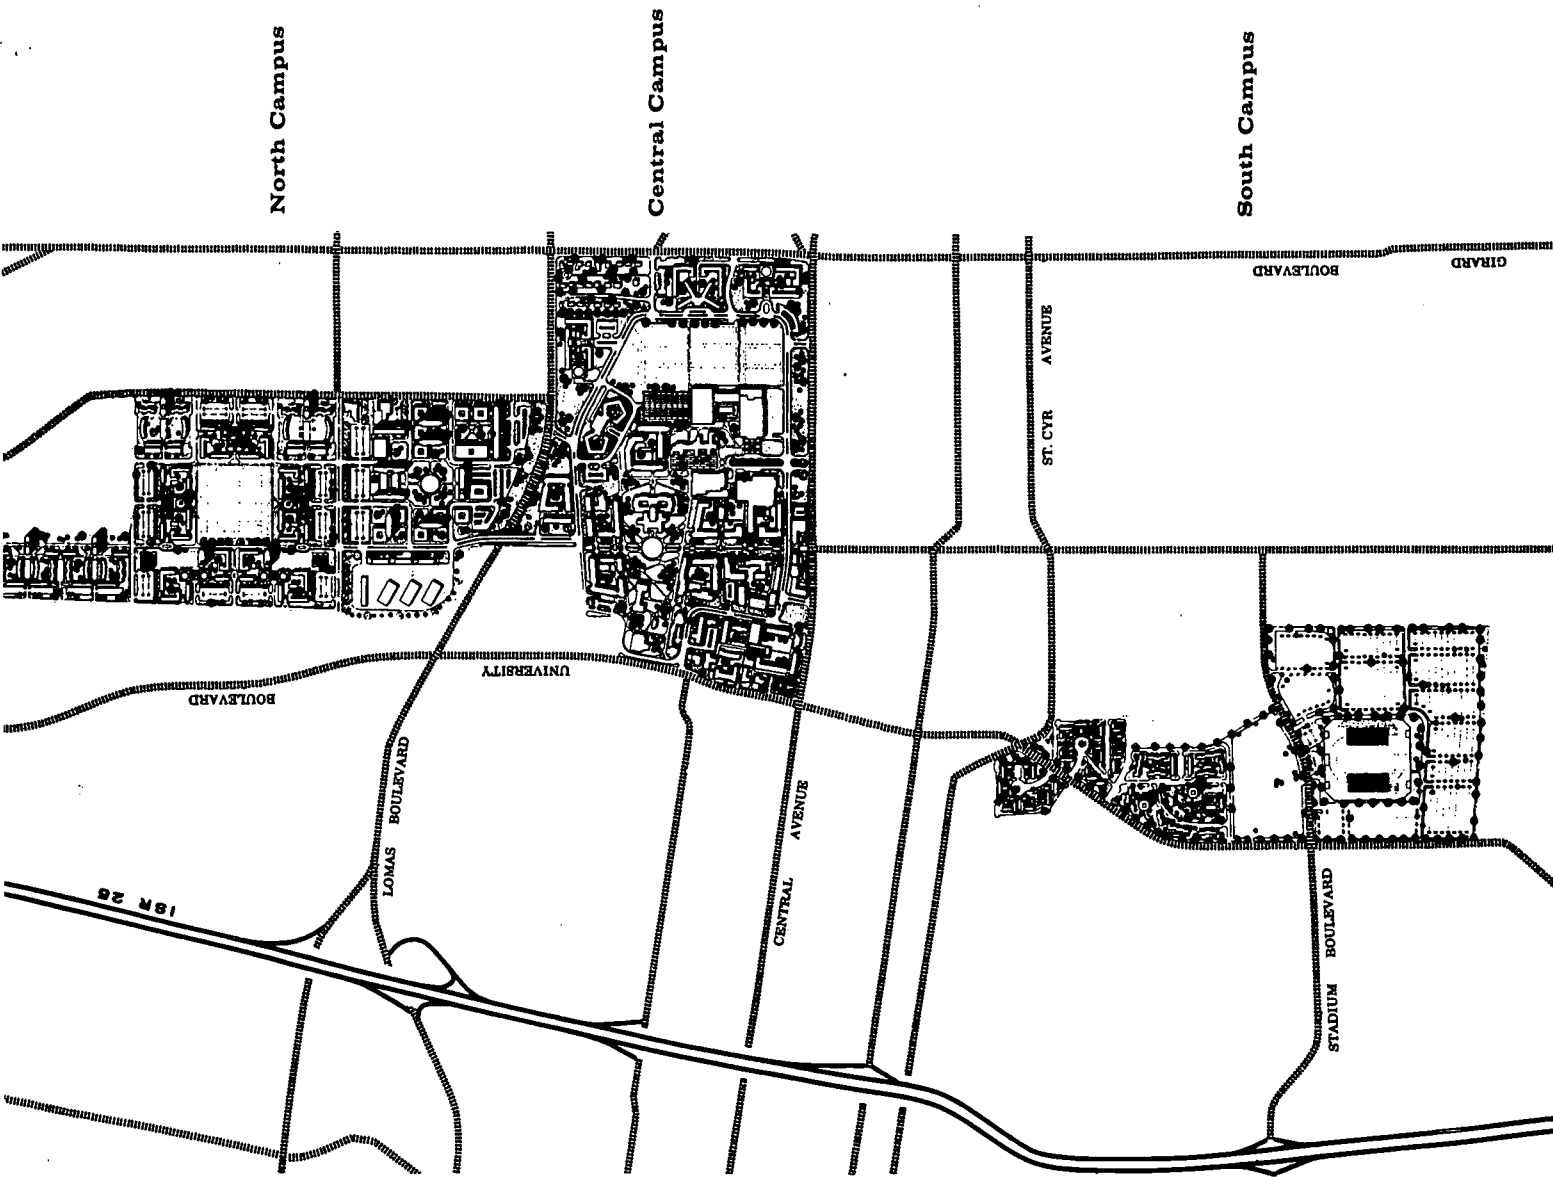 North Campus
Central Campus
South Campus
GIRARD
BOULEVARD
ST. CYR
AVENUE
UNIVERSITY
BOULEVARD
LOMAS
BOULEVARD
CENTRAL
AVENUE
STADIUM
BOULEVARD
ISR 25